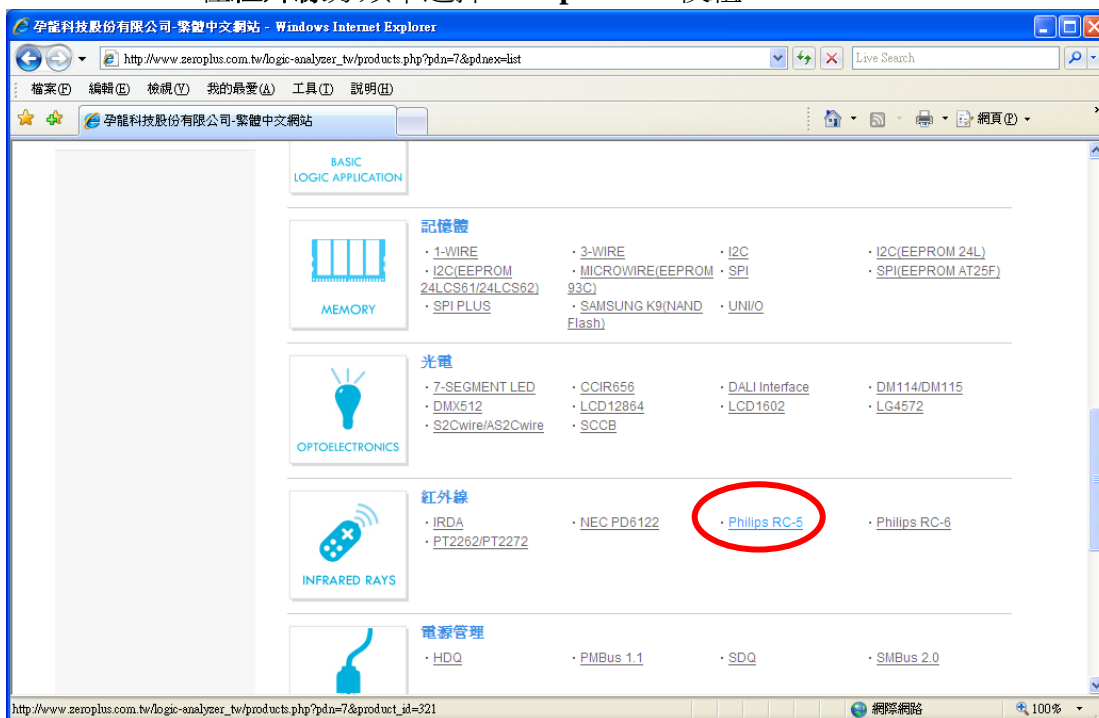 孕龍科技股份有限公司-繁體中文網站 - Windows Internet Explorer
http://www.zeroplus.com.tw/logic-analyzer_tw/products.php?pdn=7&pdnex=list
Live Search
檔案(F) 編輯(E) 檢視(V) 我的最愛(A) 工具(T) 說明(H)
孕龍科技股份有限公司-繁體中文網站
網頁(P)
BASIC
LOGIC APPLICATION
MEMORY
記憶體
· 1-WIRE · 3-WIRE · I2C · I2C(EEPROM 24L)
· I2C(EEPROM 24LCS61/24LCS62) · MICROWIRE(EEPROM 93C) · SPI · SPI(EEPROM AT25F)
· SPI PLUS · SAMSUNG K9(NAND Flash) · UNI/O
OPTOELECTRONICS
光電
· 7-SEGMENT LED · CCIR656 · DALI Interface · DM114/DM115
· DMX512 · LCD12864 · LCD1602 · LG4572
· S2Cwire/AS2Cwire · SCCB
INFRARED RAYS
紅外線
· IRDA · NEC PD6122 · Philips RC-5 · Philips RC-6
· PT2262/PT2272
電源管理
· HDQ · PMBus 1.1 · SDQ · SMBus 2.0
http://www.zeroplus.com.tw/logic-analyzer_tw/products.php?pdn=7&product_id=321
網際網路
100%